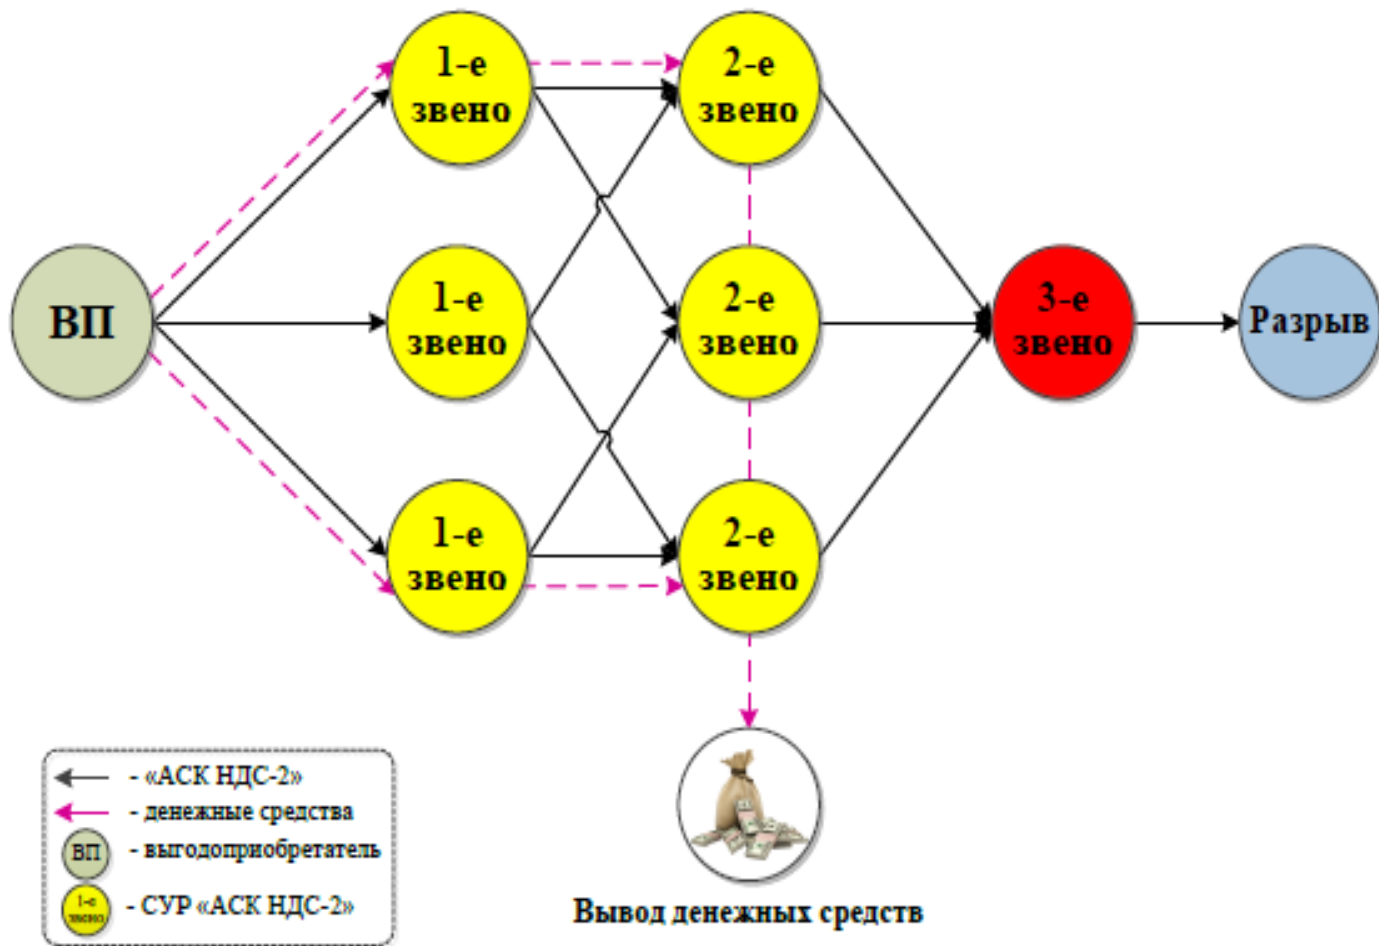 1-е
звено
2-е
звено
ВП
1-е
звено
2-е
звено
3-е
звено
Разрыв
1-е
звено
2-е
звено
- «АСК НДС-2»
- денежные средства
ВП
- выгодоприобретатель
1-е
звено
- СУР «АСК НДС-2»
Вывод денежных средств